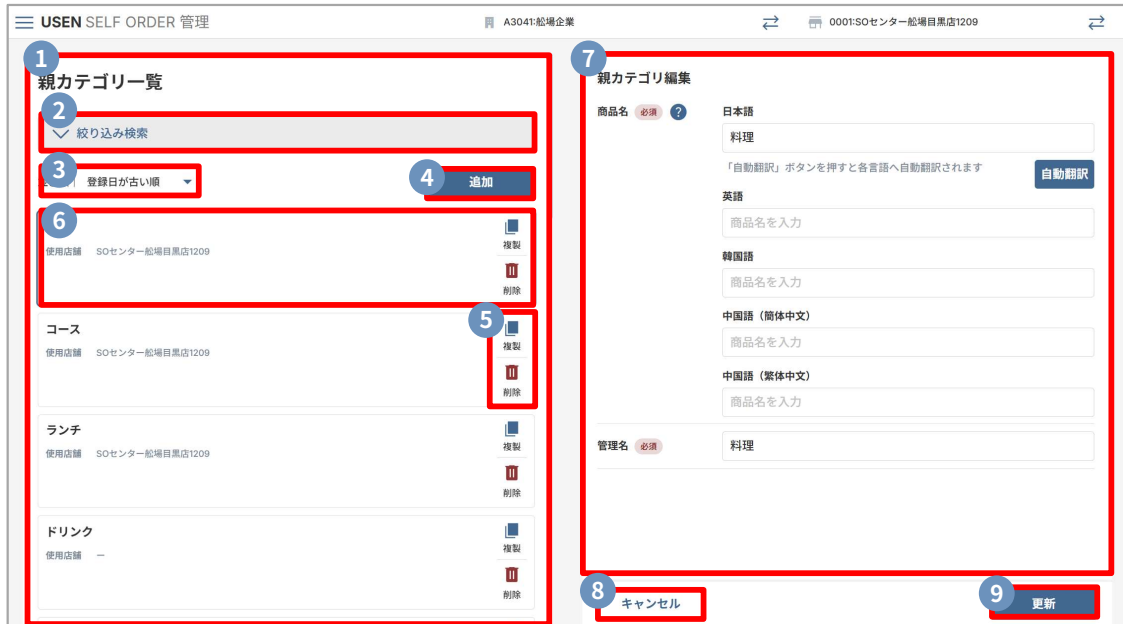 USEN SELF ORDER 管理
A3041:舩場企業
0001:SOセンター舩場目黒店1209
1
親カテゴリ一覧
2
絞り込み検索
3
登録日が古い順
4
追加
6
複製
使用店舗 SOセンター舩場目黒店1209
削除
5
コース
複製
使用店舗 SOセンター舩場目黒店1209
削除
ランチ
複製
使用店舗 SOセンター舩場目黒店1209
削除
ドリンク
複製
使用店舗 —
削除
7
親カテゴリ編集
商品名 必須 ? 日本語
料理
「自動翻訳」ボタンを押すと各言語へ自動翻訳されます
自動翻訳
英語
商品名を入力
韓国語
商品名を入力
中国語（簡体中文）
商品名を入力
中国語（繁体中文）
商品名を入力
管理名 必須 料理
8
キャンセル
9
更新